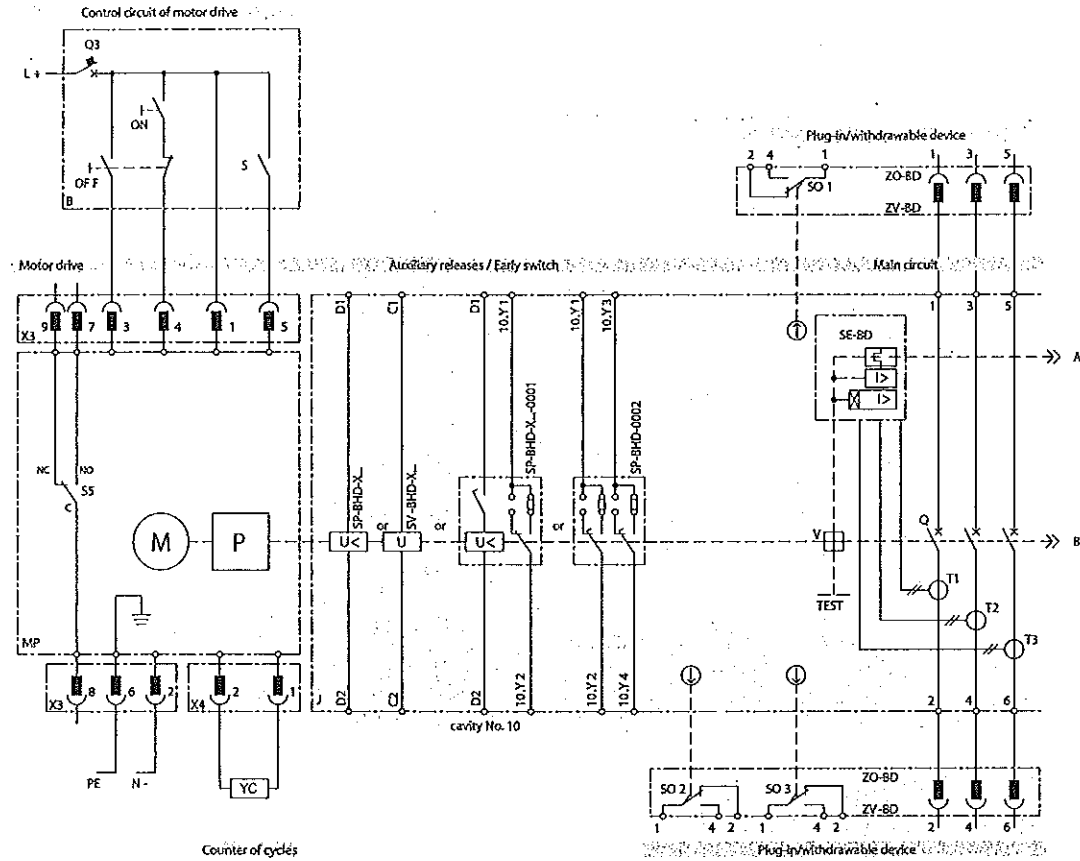 Control circuit of motor drive
Q3
L+
ON
OFF
S
B
Plug-in/withdrawable device
2 4 1 1 3 5
SO 1
ZO-BD
ZV-BD
Motor drive
Auxiliary releases / Early switch
Main circuit
X3 9 7 3 4 1 5
D1 C1 D1 10.Y1 10.Y1 10.Y3
1 3 5
SE-BD
A
I>
I>
SP-BHD-X...-0001
SP-BHD-0002
NC NO
S5
C
SP-BHD-X...
SV-BHD-X...
M P
U< or U or U< or
V
Q
B
T1
TEST
T2
T3
MP
X3 8 6 2
X4 2 1
J
D2 C2 D2 10.Y2 10.Y2 10.Y4
2 4 6
cavity No. 10
PE N-
YC
SO 2 SO 3
ZO-BD
ZV-BD
1 4 2 1 4 2 2 4 6
Counter of cycles
Plug-in/withdrawable device